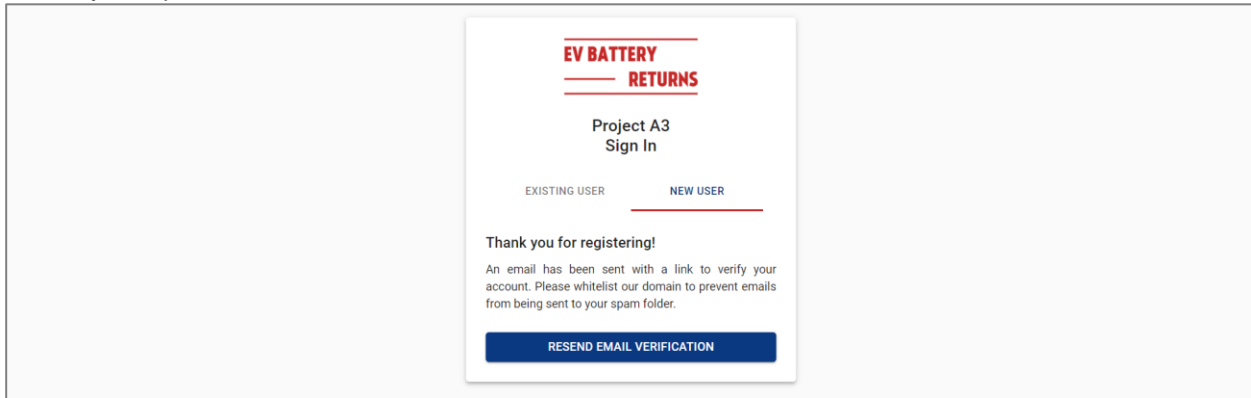 EV BATTERY
RETURNS
Project A3
Sign In
EXISTING USER NEW USER
Thank you for registering!
An email has been sent with a link to verify your
account. Please whitelist our domain to prevent emails
from being sent to your spam folder.
RESEND EMAIL VERIFICATION